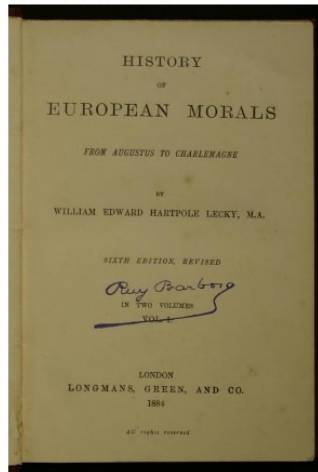 HISTORY
OF
EUROPEAN MORALS
FROM AUGUSTUS TO CHARLEMAGNE
BY
WILLIAM EDWARD HARTPOLE LECKY, M.A.
SIXTH EDITION, REVISED
Ruy Barbosa
IN TWO VOLUMES
VOL. I.
LONDON
LONGMANS, GREEN, AND CO.
1884
All rights reserved